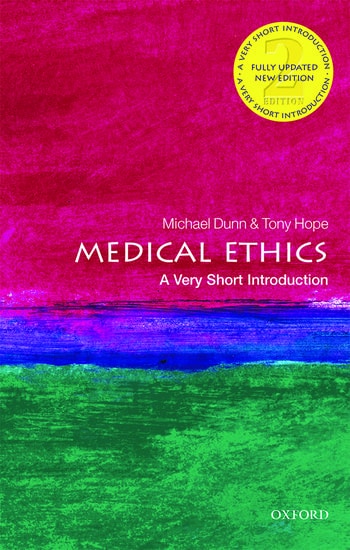 A VERY SHORT INTRODUCTION
FULLY UPDATED
NEW EDITION
2
EDITION
A VERY SHORT INTRODUCTION
Michael Dunn & Tony Hope
MEDICAL ETHICS
A Very Short Introduction
OXFORD